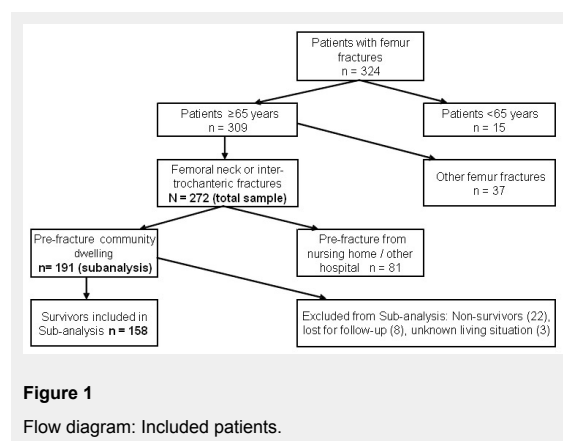 Patients with femur
fractures
n = 324
Patients ≥65 years
n = 309
Patients <65 years
n = 15
Femoral neck or inter-
trochanteric fractures
N = 272 (total sample)
Other femur fractures
n = 37
Pre-fracture community
dwelling
n= 191 (subanalysis)
Pre-fracture from
nursing home / other
hospital n = 81
Survivors included in
Sub-analysis n = 158
Excluded from Sub-analysis: Non-survivors (22),
lost for follow-up (8), unknown living situation (3)
Figure 1
Flow diagram: Included patients.